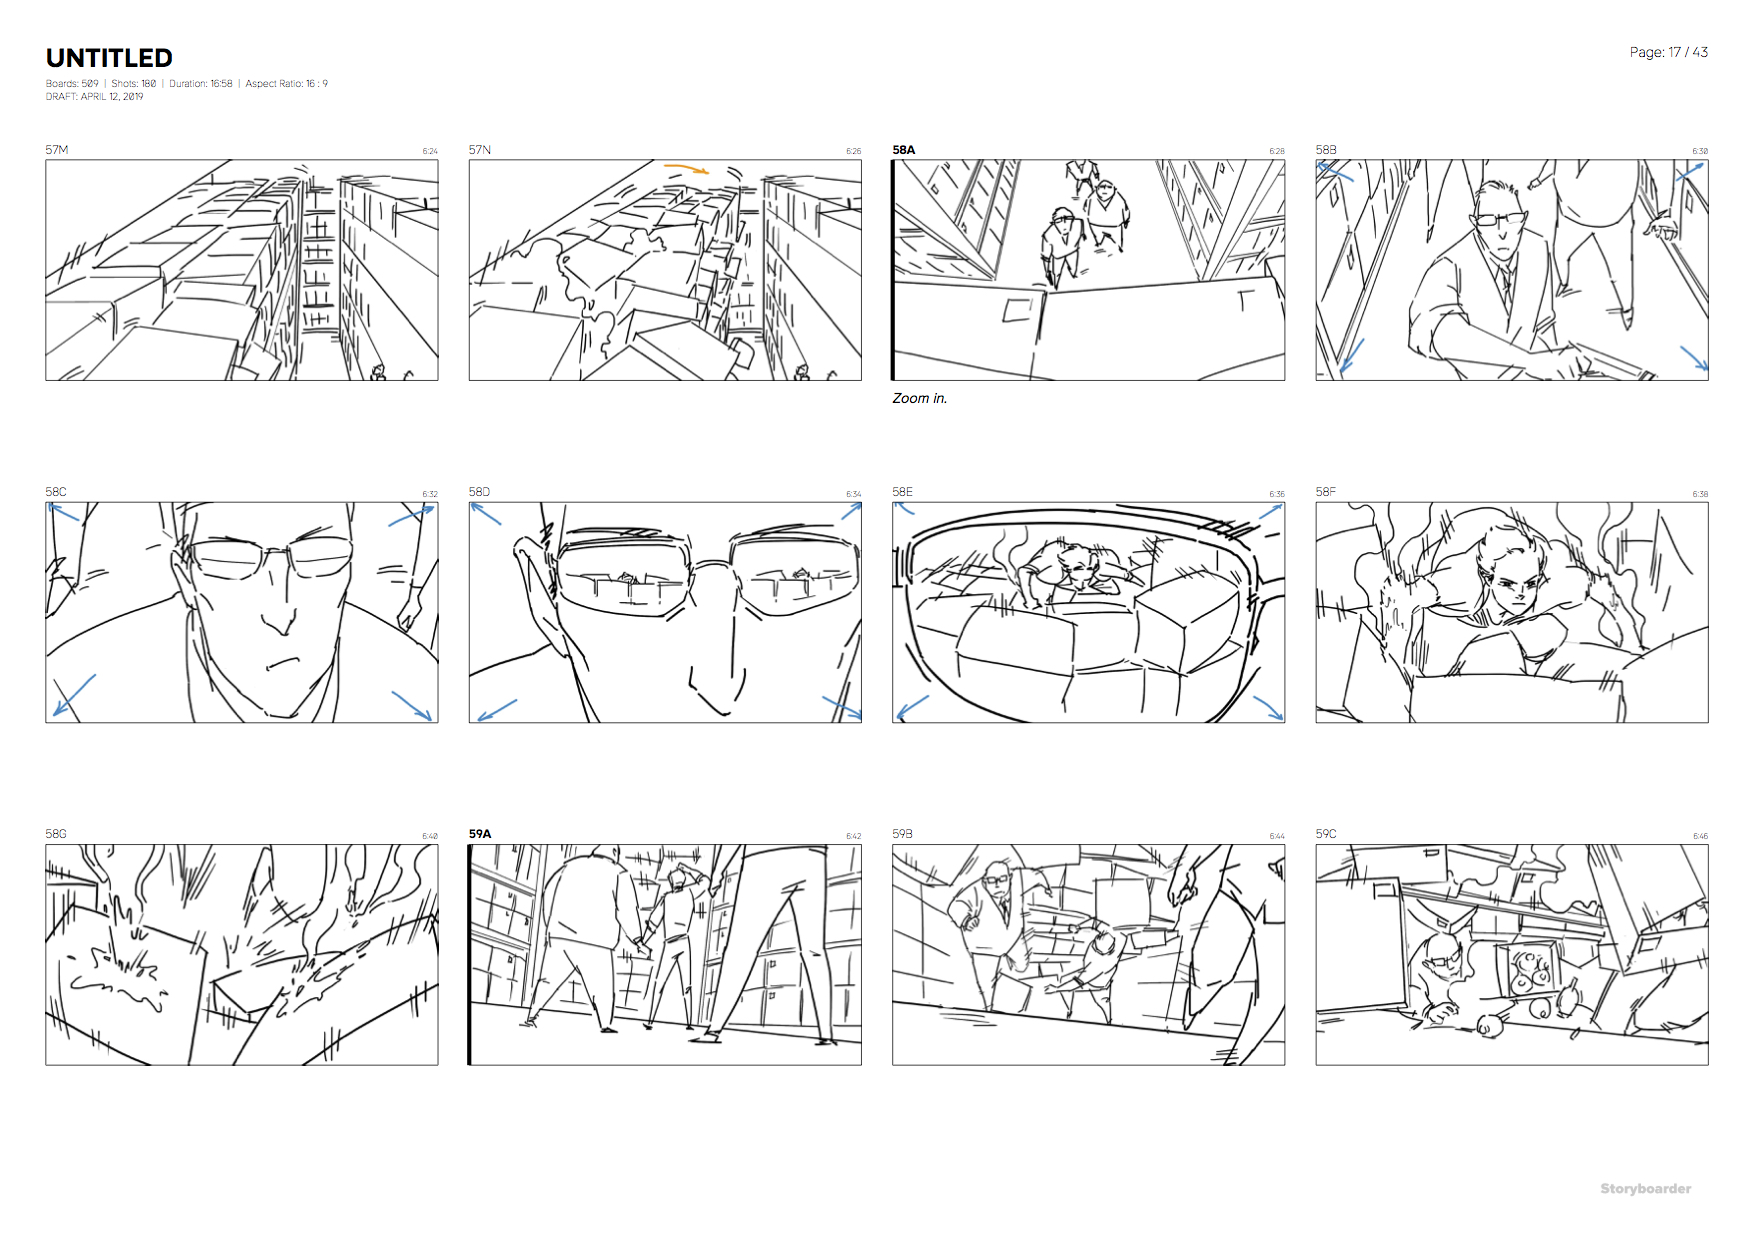 UNTITLED
Page: 17 / 43
Boards: 509 | Shots: 180 | Duration: 16:58 | Aspect Ratio: 16 : 9
DRAFT: APRIL 12, 2019
57M 6:24
57N 6:26
58A 6:28
58B 6:30
Zoom in.
58C 6:32
58D 6:34
58E 6:36
58F 6:38
58G 6:40
59A 6:42
59B 6:44
59C 6:46
Storyboarder